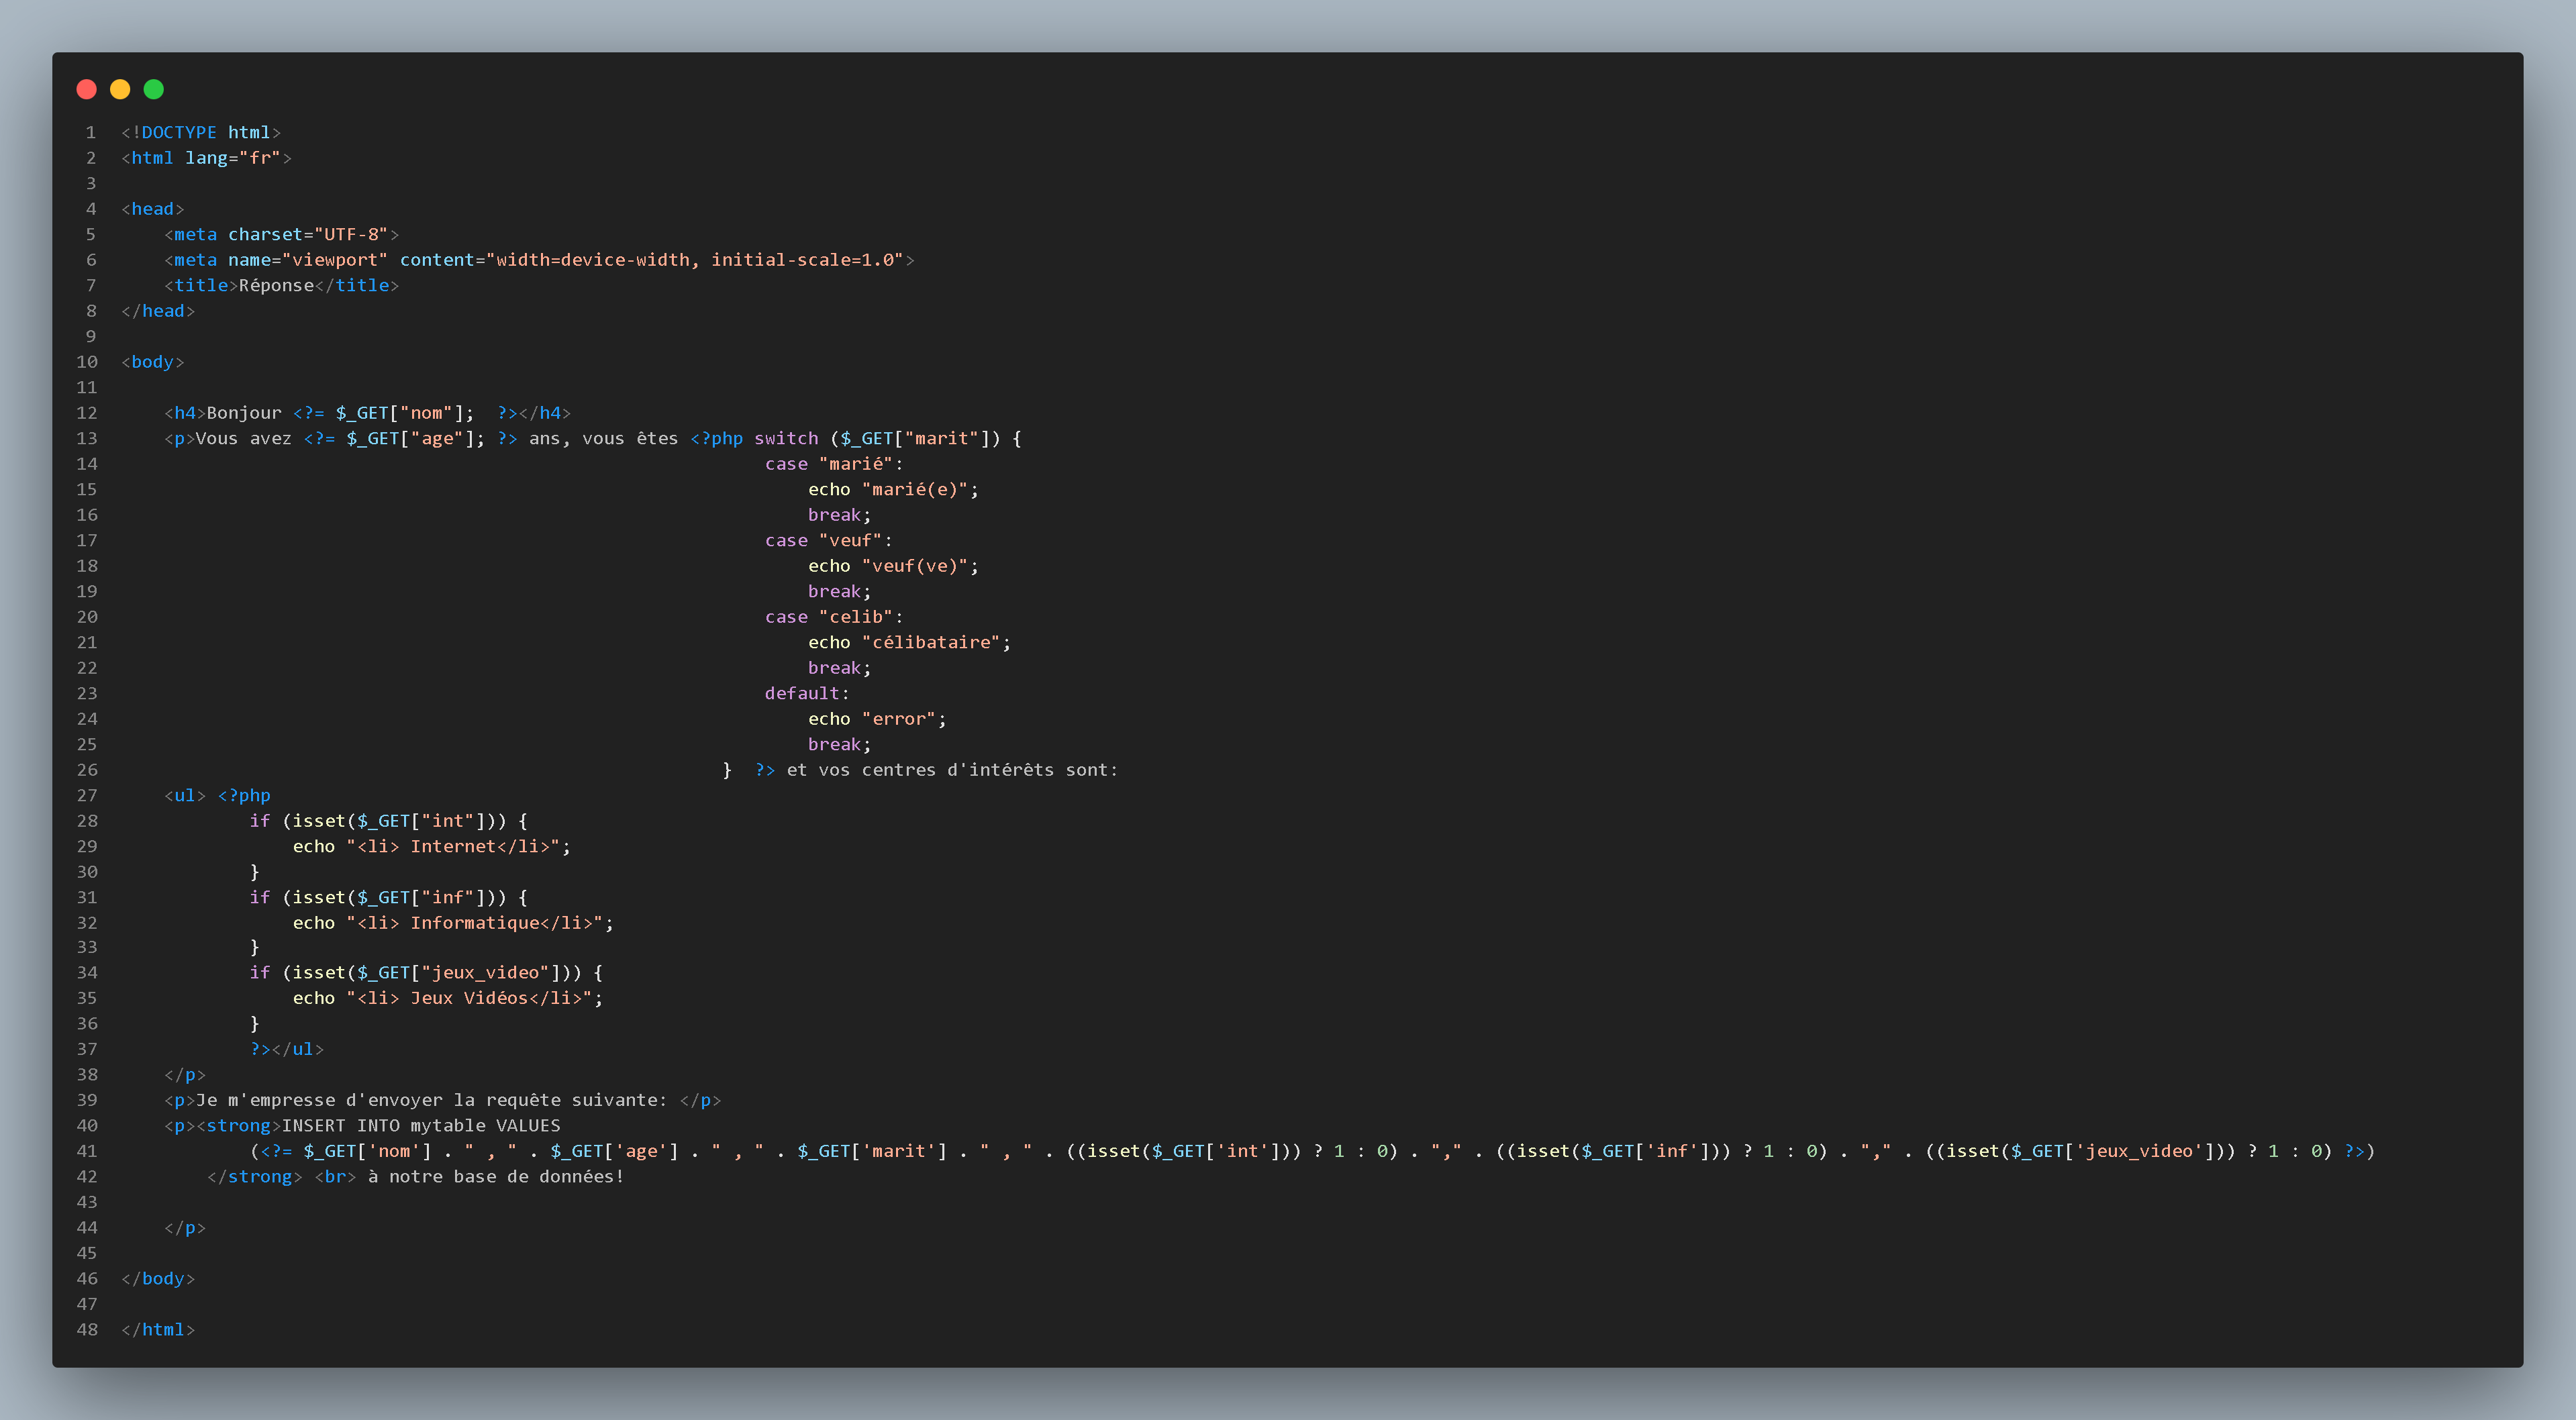 1 <!DOCTYPE html>
2 <html lang="fr">
3
4 <head>
5     <meta charset="UTF-8">
6     <meta name="viewport" content="width=device-width, initial-scale=1.0">
7     <title>Réponse</title>
8 </head>
9
10 <body>
11
12     <h4>Bonjour <?= $_GET["nom"];  ?></h4>
13     <p>Vous avez <?= $_GET["age"]; ?> ans, vous êtes <?php switch ($_GET["marit"]) {
14                                                             case "marié":
15                                                                 echo "marié(e)";
16                                                                 break;
17                                                             case "veuf":
18                                                                 echo "veuf(ve)";
19                                                                 break;
20                                                             case "celib":
21                                                                 echo "célibataire";
22                                                                 break;
23                                                             default:
24                                                                 echo "error";
25                                                                 break;
26                                                         }  ?> et vos centres d'intérêts sont:
27     <ul> <?php
28             if (isset($_GET["int"])) {
29                 echo "<li> Internet</li>";
30             }
31             if (isset($_GET["inf"])) {
32                 echo "<li> Informatique</li>";
33             }
34             if (isset($_GET["jeux_video"])) {
35                 echo "<li> Jeux Vidéos</li>";
36             }
37             ?></ul>
38     </p>
39     <p>Je m'empresse d'envoyer la requête suivante: </p>
40     <p><strong>INSERT INTO mytable VALUES
41             (<?= $_GET['nom'] . " , " . $_GET['age'] . " , " . $_GET['marit'] . " , " . ((isset($_GET['int'])) ? 1 : 0) . "," . ((isset($_GET['inf'])) ? 1 : 0) . "," . ((isset($_GET['jeux_video'])) ? 1 : 0) ?>)
42         </strong> <br> à notre base de données!
43
44     </p>
45
46 </body>
47
48 </html>